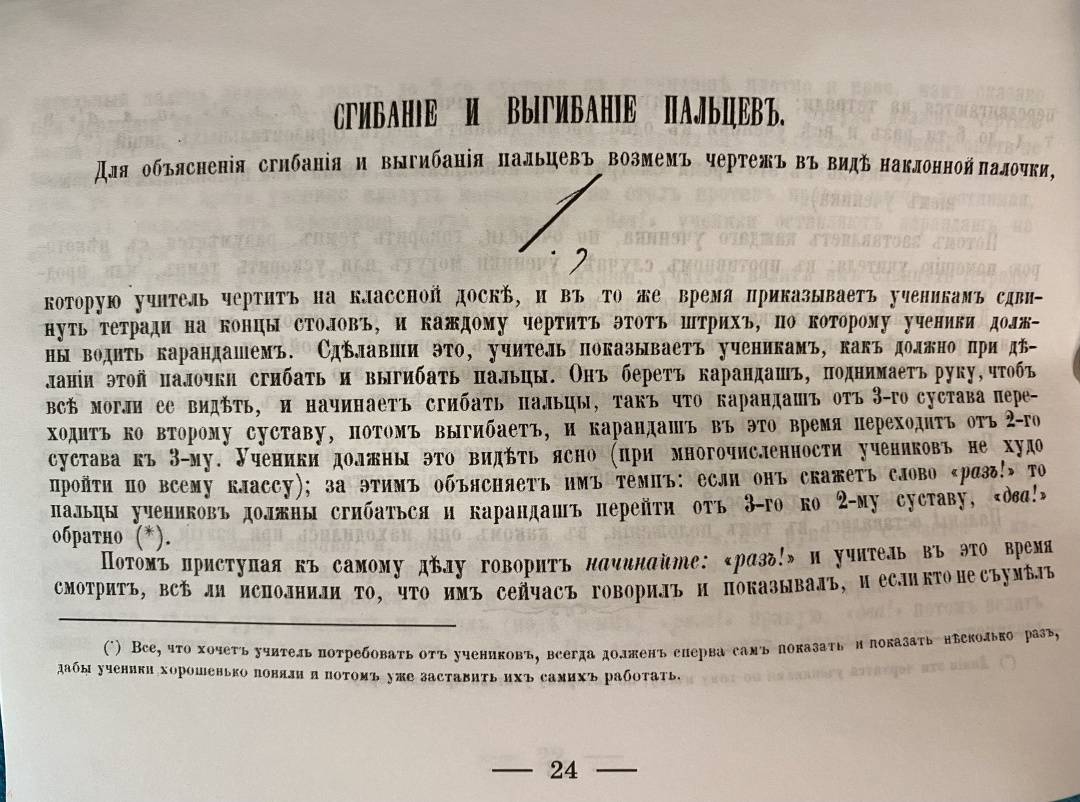 СГИБАНІЕ И ВЫГИБАНІЕ ПАЛЬЦЕВЪ.
Для объясненія сгибанія и выгибанія пальцевъ возмемъ чертежъ въ видѣ наклонной палочки,
которую учитель чертитъ на классной доскѣ, и въ то же время приказываетъ ученикамъ сдви-
нуть тетради на концы столовъ, и каждому чертитъ этотъ штрихъ, по которому ученики долж-
ны водить карандашемъ. Сдѣлавши это, учитель показываетъ ученикамъ, какъ должно при дѣ-
ланіи этой палочки сгибать и выгибать пальцы. Онъ беретъ карандашъ, поднимаетъ руку, чтобъ
всѣ могли ее видѣть, и начинаетъ сгибать пальцы, такъ что карандашъ отъ 3-го сустава пере-
ходитъ ко второму суставу, потомъ выгибаетъ, и карандашъ въ это время переходитъ отъ 2-го
сустава къ 3-му. Ученики должны это видѣть ясно (при многочисленности учениковъ не худо
пройти по всему классу); за этимъ объясняетъ имъ темпъ: если онъ скажетъ слово «разъ!» то
пальцы учениковъ должны сгибаться и карандашъ перейти отъ 3-го ко 2-му суставу, «два!»
обратно (*).
Потомъ приступая къ самому дѣлу говоритъ начинайте: «разъ!» и учитель въ это время
смотритъ, всѣ ли исполнили то, что имъ сейчасъ говорилъ и показывалъ, и если кто не съумѣлъ
(*) Все, что хочетъ учитель потребовать отъ учениковъ, всегда долженъ сперва самъ показать и показать нѣсколько разъ,
дабы ученики хорошенько поняли и потомъ уже заставить ихъ самихъ работать.
— 24 —